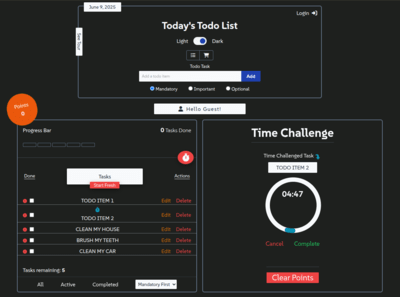 June 9, 2025
Login
Today's Todo List
See Tour
Light Dark
Todo Task
Add a todo here
Add
Mandatory Important Optional
Points
0
Hello Guest!
Progress Bar 0 Tasks Done
Done Tasks Actions
Start Fresh
TODO ITEM 1 Edit Delete
TODO ITEM 2 Edit Delete
CLEAN MY HOUSE Edit Delete
BRUSH MY TEETH Edit Delete
CLEAN MY CAR Edit Delete
Tasks remaining: 5
All Active Completed Mandatory First
Time Challenge
Time Challenged Task
TODO ITEM 2
04:47
Cancel Complete
Clear Points